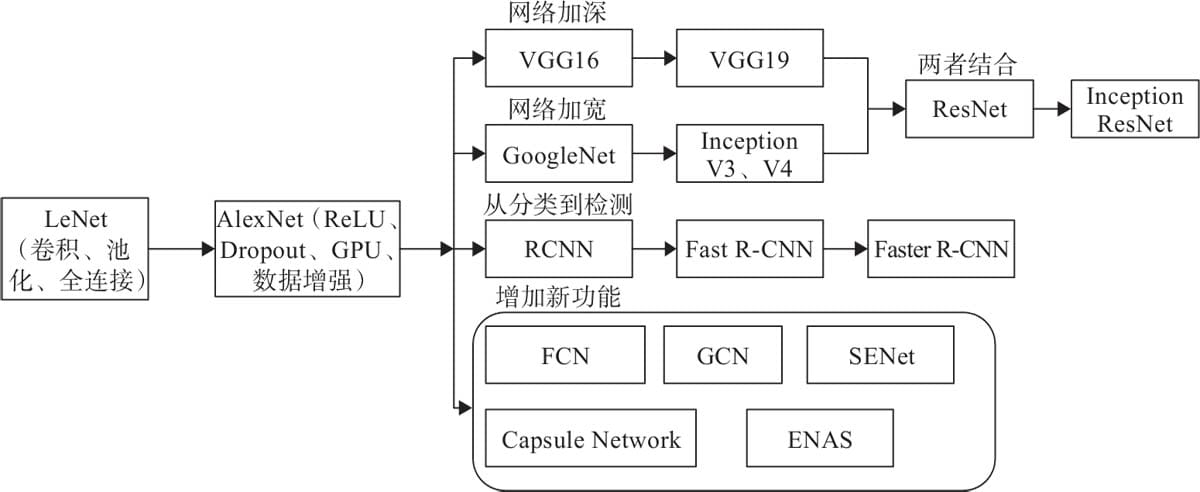 网络加深
VGG16
VGG19
两者结合
ResNet
Inception
ResNet
网络加宽
GoogleNet
Inception
V3、V4
LeNet
（卷积、池
化、全连接）
AlexNet（ReLU、
Dropout、GPU、
数据增强）
从分类到检测
RCNN
Fast R-CNN
Faster R-CNN
增加新功能
FCN
GCN
SENet
Capsule Network
ENAS